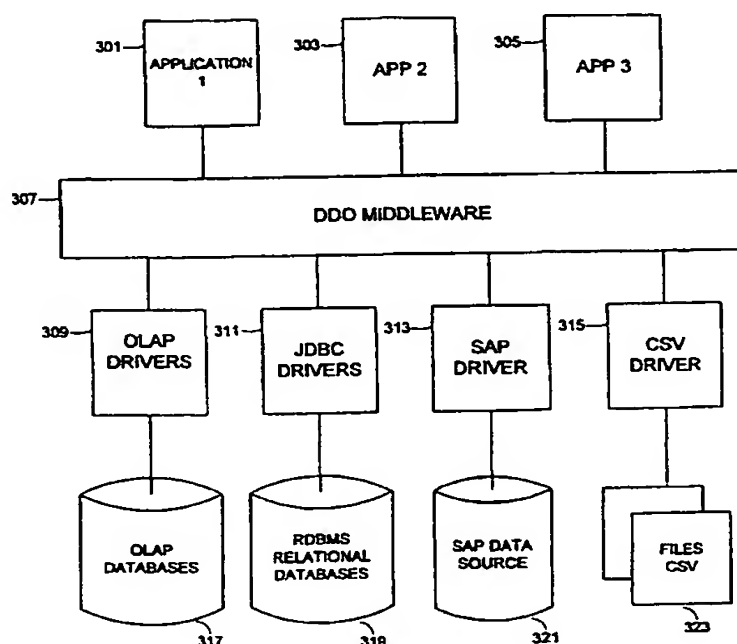 301
APPLICATION
1
303
APP 2
305
APP 3
307
DDO MIDDLEWARE
309
OLAP
DRIVERS
311
JDBC
DRIVERS
313
SAP
DRIVER
315
CSV
DRIVER
OLAP
DATABASES
RDBMS
RELATIONAL
DATABASES
SAP DATA
SOURCE
FILES
CSV
317
319
321
323